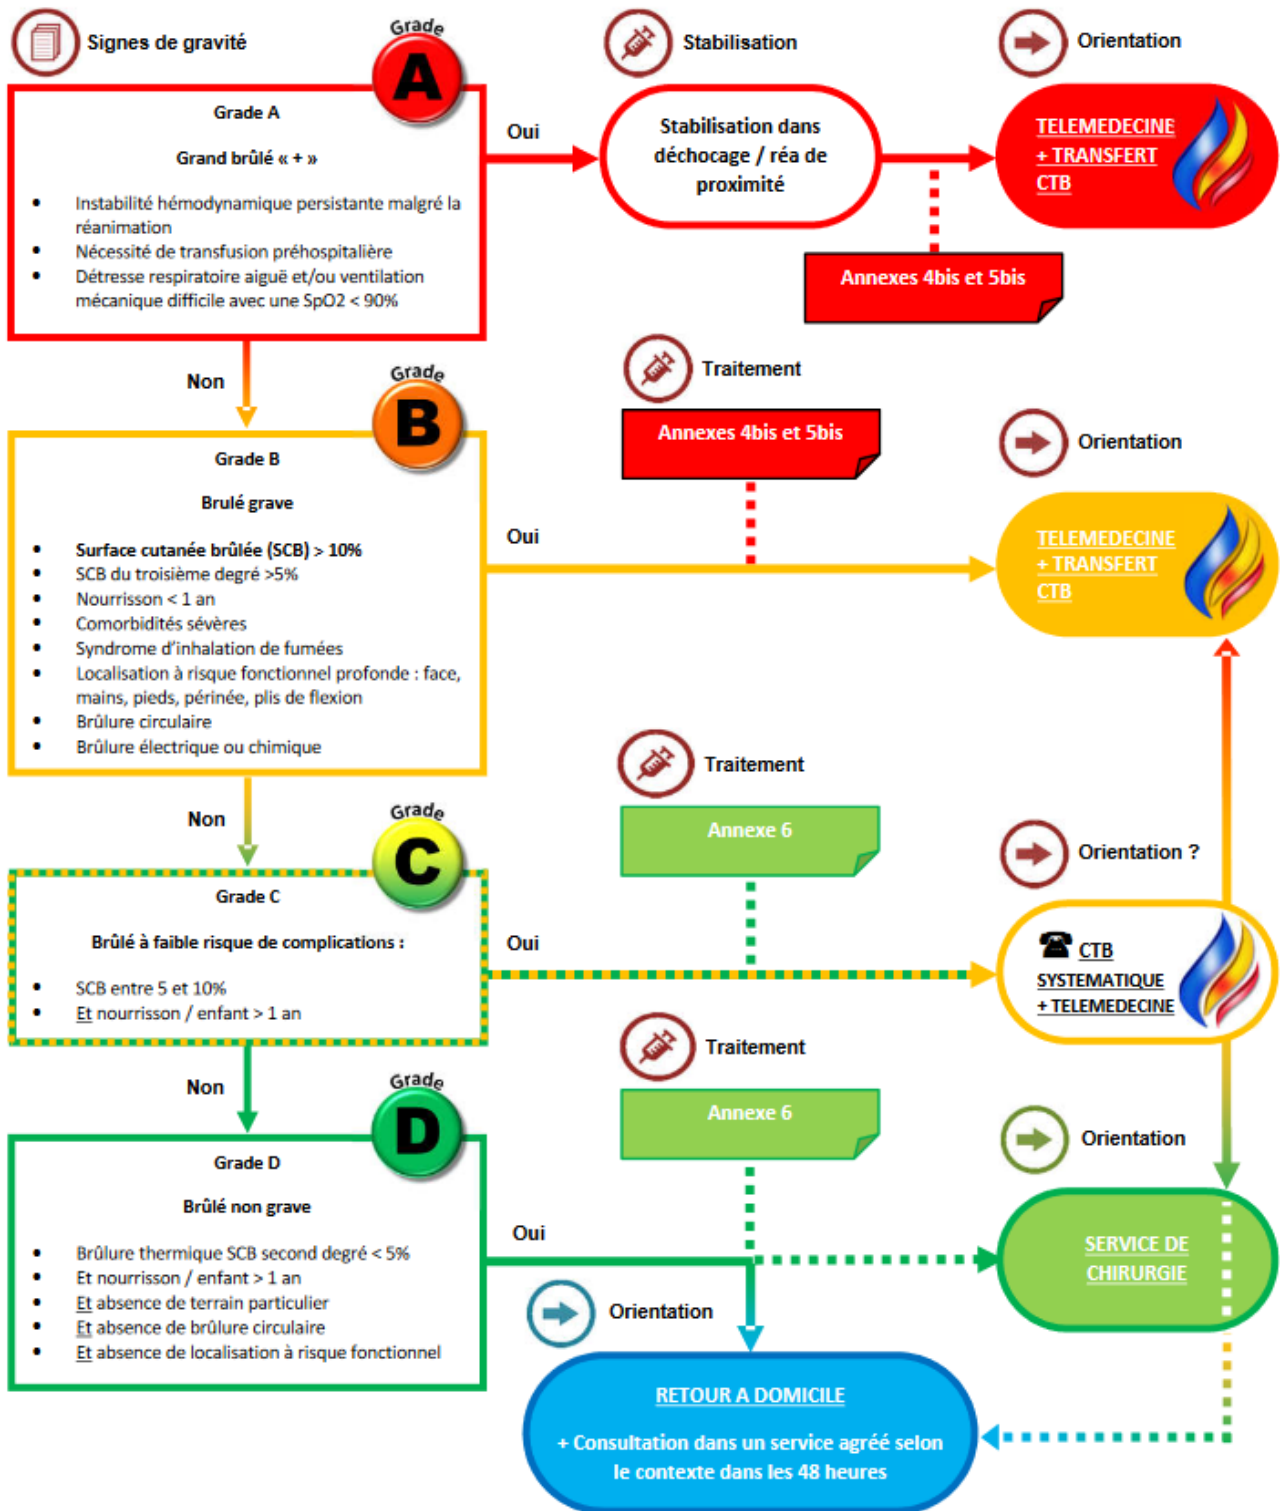 Signes de gravité
Grade
A
Stabilisation
Orientation
Grade A
Grand brûlé « + »
• Instabilité hémodynamique persistante malgré la
réanimation
• Nécessité de transfusion préhospitalière
• Détresse respiratoire aiguë et/ou ventilation
mécanique difficile avec une SpO2 < 90%
Oui
Stabilisation dans
déchocage / réa de
proximité
TELEMEDECINE
+ TRANSFERT
CTB
Annexes 4bis et 5bis
Non
Grade
B
Traitement
Annexes 4bis et 5bis
Orientation
Grade B
Brulé grave
• Surface cutanée brûlée (SCB) > 10%
• SCB du troisième degré >5%
• Nourrisson < 1 an
• Comorbidités sévères
• Syndrome d'inhalation de fumées
• Localisation à risque fonctionnel profonde : face,
mains, pieds, périnée, plis de flexion
• Brûlure circulaire
• Brûlure électrique ou chimique
Oui
TELEMEDECINE
+ TRANSFERT
CTB
Non
Grade
C
Traitement
Annexe 6
Orientation ?
Grade C
Brûlé à faible risque de complications :
• SCB entre 5 et 10%
• Et nourrisson / enfant > 1 an
Oui
☎ CTB
SYSTEMATIQUE
+ TELEMEDECINE
Non
Grade
D
Traitement
Annexe 6
Orientation
Grade D
Brûlé non grave
• Brûlure thermique SCB second degré < 5%
• Et nourrisson / enfant > 1 an
• Et absence de terrain particulier
• Et absence de brûlure circulaire
• Et absence de localisation à risque fonctionnel
Oui
SERVICE DE
CHIRURGIE
Orientation
RETOUR A DOMICILE
+ Consultation dans un service agréé selon
le contexte dans les 48 heures